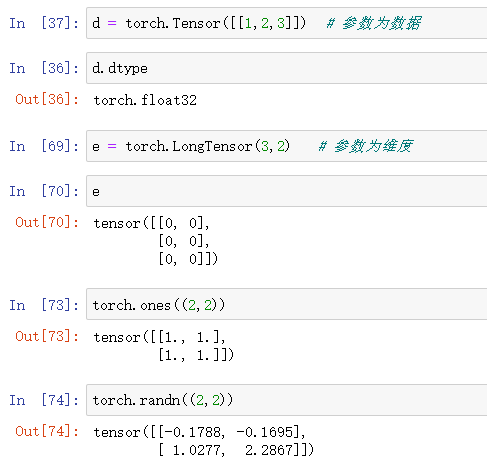 In [37]: d = torch.Tensor([[1,2,3]])  # 参数为数据
In [36]: d.dtype
Out[36]: torch.float32
In [69]: e = torch.LongTensor(3,2)   # 参数为维度
In [70]: e
Out[70]: tensor([[0, 0],
[0, 0],
[0, 0]])
In [73]: torch.ones((2,2))
Out[73]: tensor([[1., 1.],
[1., 1.]])
In [74]: torch.randn((2,2))
Out[74]: tensor([[-0.1788, -0.1695],
[ 1.0277,  2.2867]])